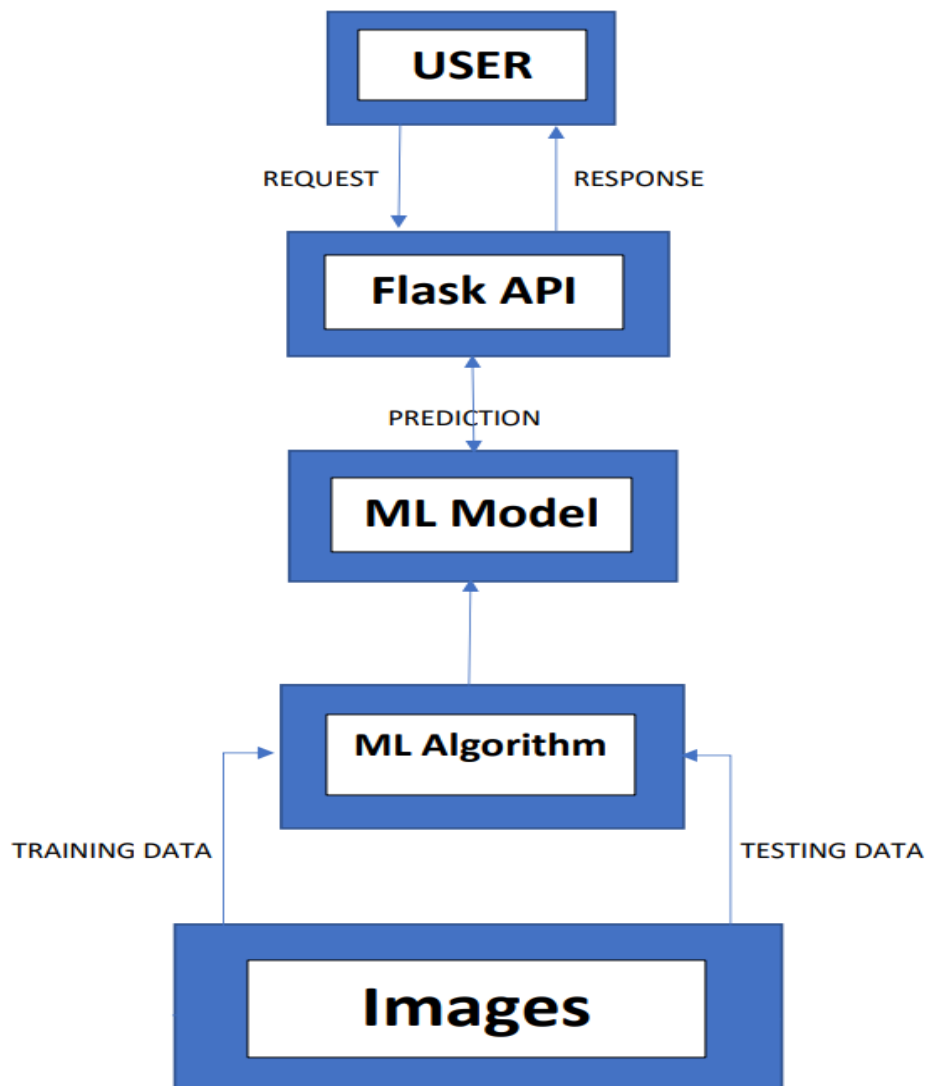 USER
REQUEST
RESPONSE
Flask API
PREDICTION
ML Model
ML Algorithm
TRAINING DATA
TESTING DATA
Images